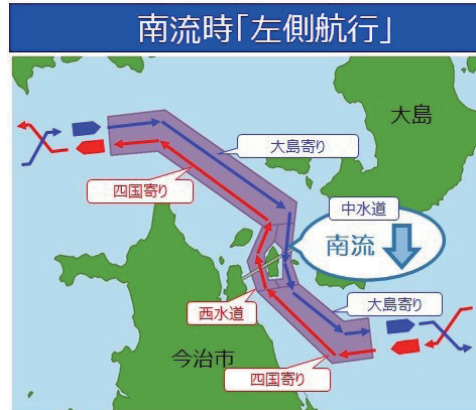 南流時「左側航行」
大島
大島寄り
四国寄り
中水道
南流
西水道
大島寄り
今治市
四国寄り